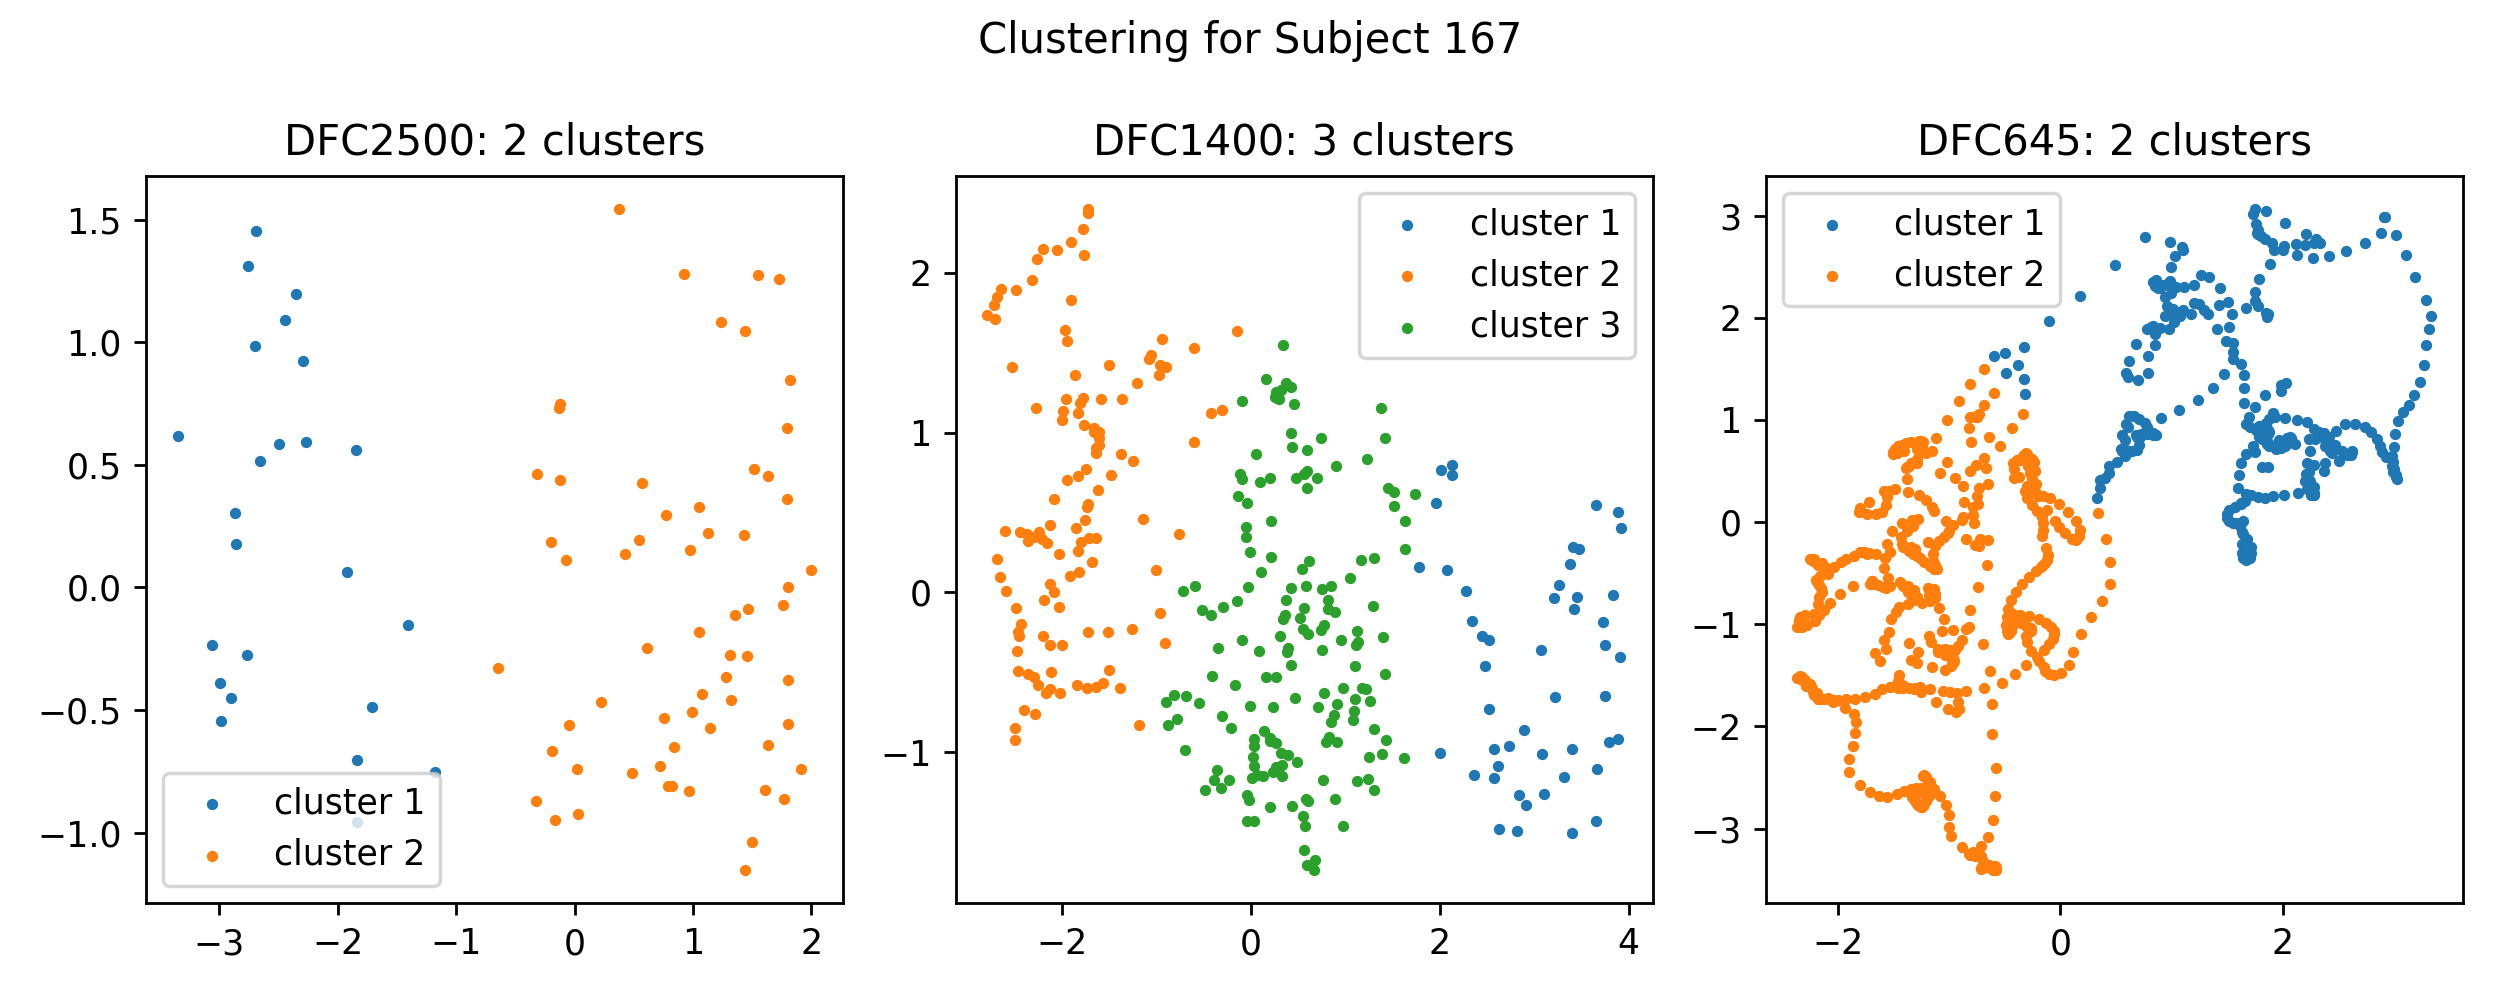 Clustering for Subject 167
DFC2500: 2 clusters
1.5
1.0
0.5
0.0
−0.5
−1.0
−3
−2
−1
0
1
2
cluster 1
cluster 2
DFC1400: 3 clusters
2
1
0
−1
−2
0
2
4
cluster 1
cluster 2
cluster 3
DFC645: 2 clusters
3
2
1
0
−1
−2
−3
−2
0
2
cluster 1
cluster 2